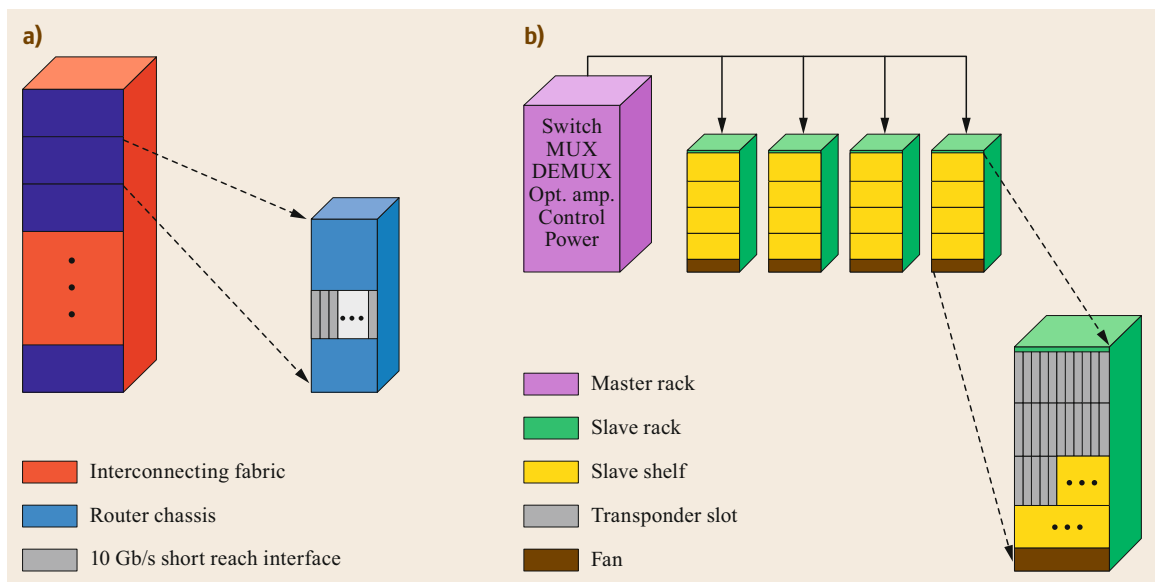 a)
Interconnecting fabric
Router chassis
10 Gb/s short reach interface
b)
Switch
MUX
DEMUX
Opt. amp.
Control
Power
Master rack
Slave rack
Slave shelf
Transponder slot
Fan